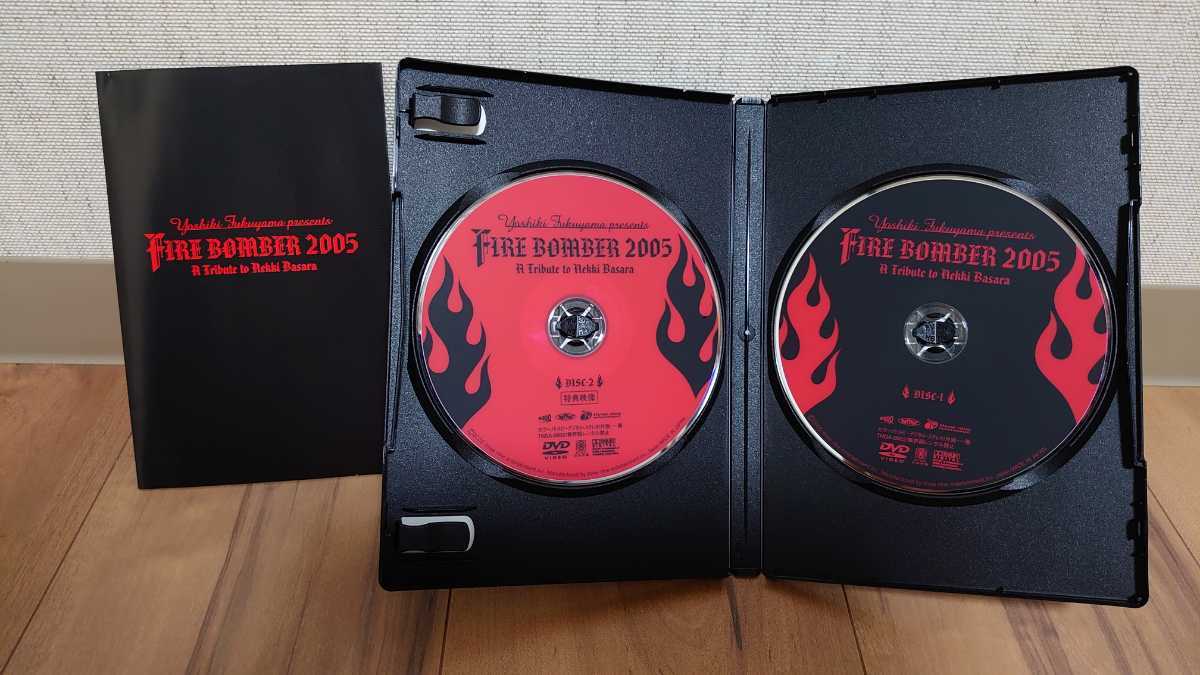 Yoshiki Fukuyama presents
FIRE BOMBER 2005
A Tribute to Nekki Basara
Yoshiki Fukuyama presents
FIRE BOMBER 2005
A Tribute to Nekki Basara
DISC-2
特典映像
DVD
VIDEO
Yoshiki Fukuyama presents
FIRE BOMBER 2005
A Tribute to Nekki Basara
DISC-1
DVD
VIDEO